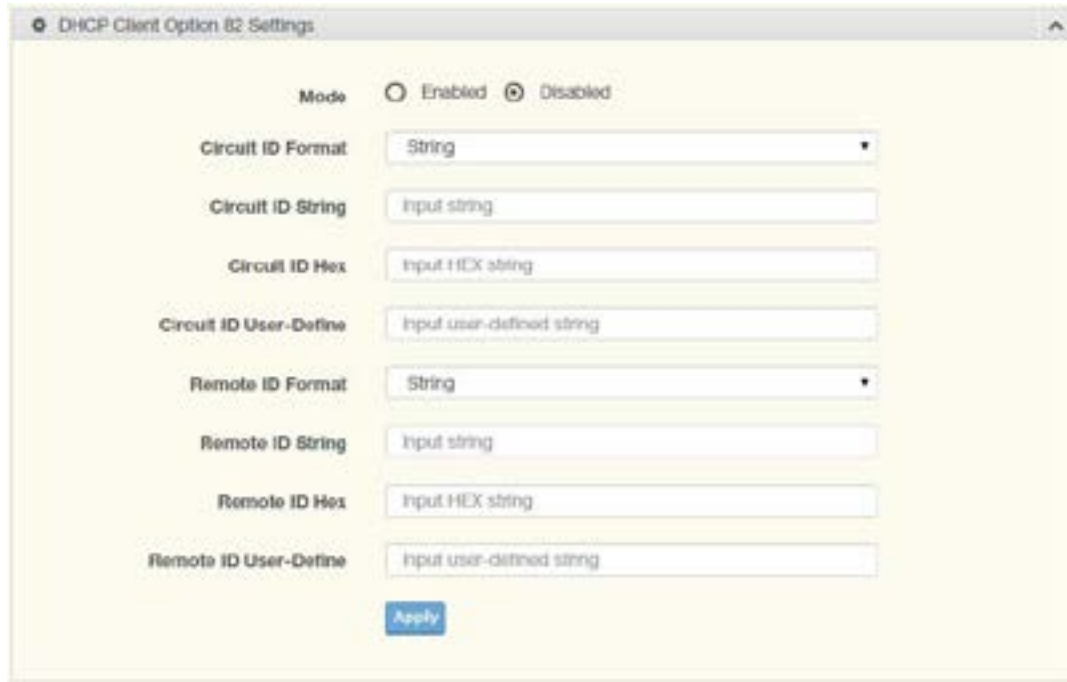 DHCP Client Option 82 Settings
Mode Enabled Disabled
Circuit ID Format String
Circuit ID String Input string
Circuit ID Hex Input HEX string
Circuit ID User-Define Input user-defined string
Remote ID Format String
Remote ID String Input string
Remote ID Hex Input HEX string
Remote ID User-Define Input user-defined string
Apply